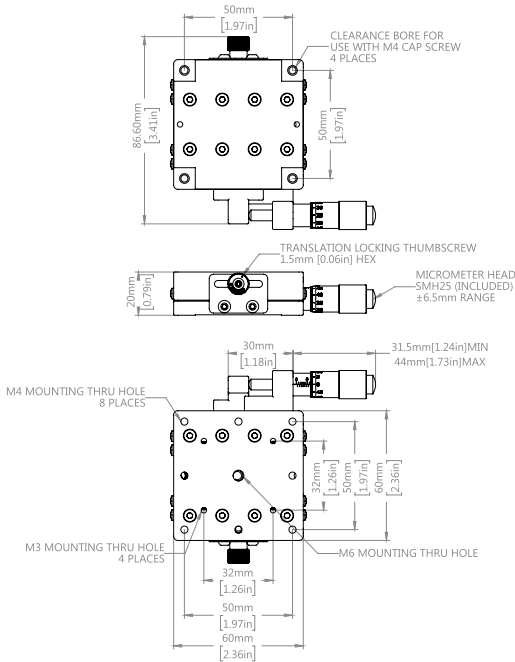 50mm
[1.97in]
CLEARANCE BORE FOR
USE WITH M4 CAP SCREW
4 PLACES
86.60mm
[3.41in]
50mm
[1.97in]
TRANSLATION LOCKING THUMBSCREW
1.5mm [0.06in] HEX
20mm
[0.79in]
MICROMETER HEAD
SMH25 (INCLUDED)
±6.5mm RANGE
30mm
[1.18in]
31.5mm[1.24in]MIN
44mm[1.73in]MAX
M4 MOUNTING THRU HOLE
8 PLACES
32mm
[1.26in]
50mm
[1.97in]
60mm
[2.36in]
M3 MOUNTING THRU HOLE
4 PLACES
M6 MOUNTING THRU HOLE
32mm
[1.26in]
50mm
[1.97in]
60mm
[2.36in]